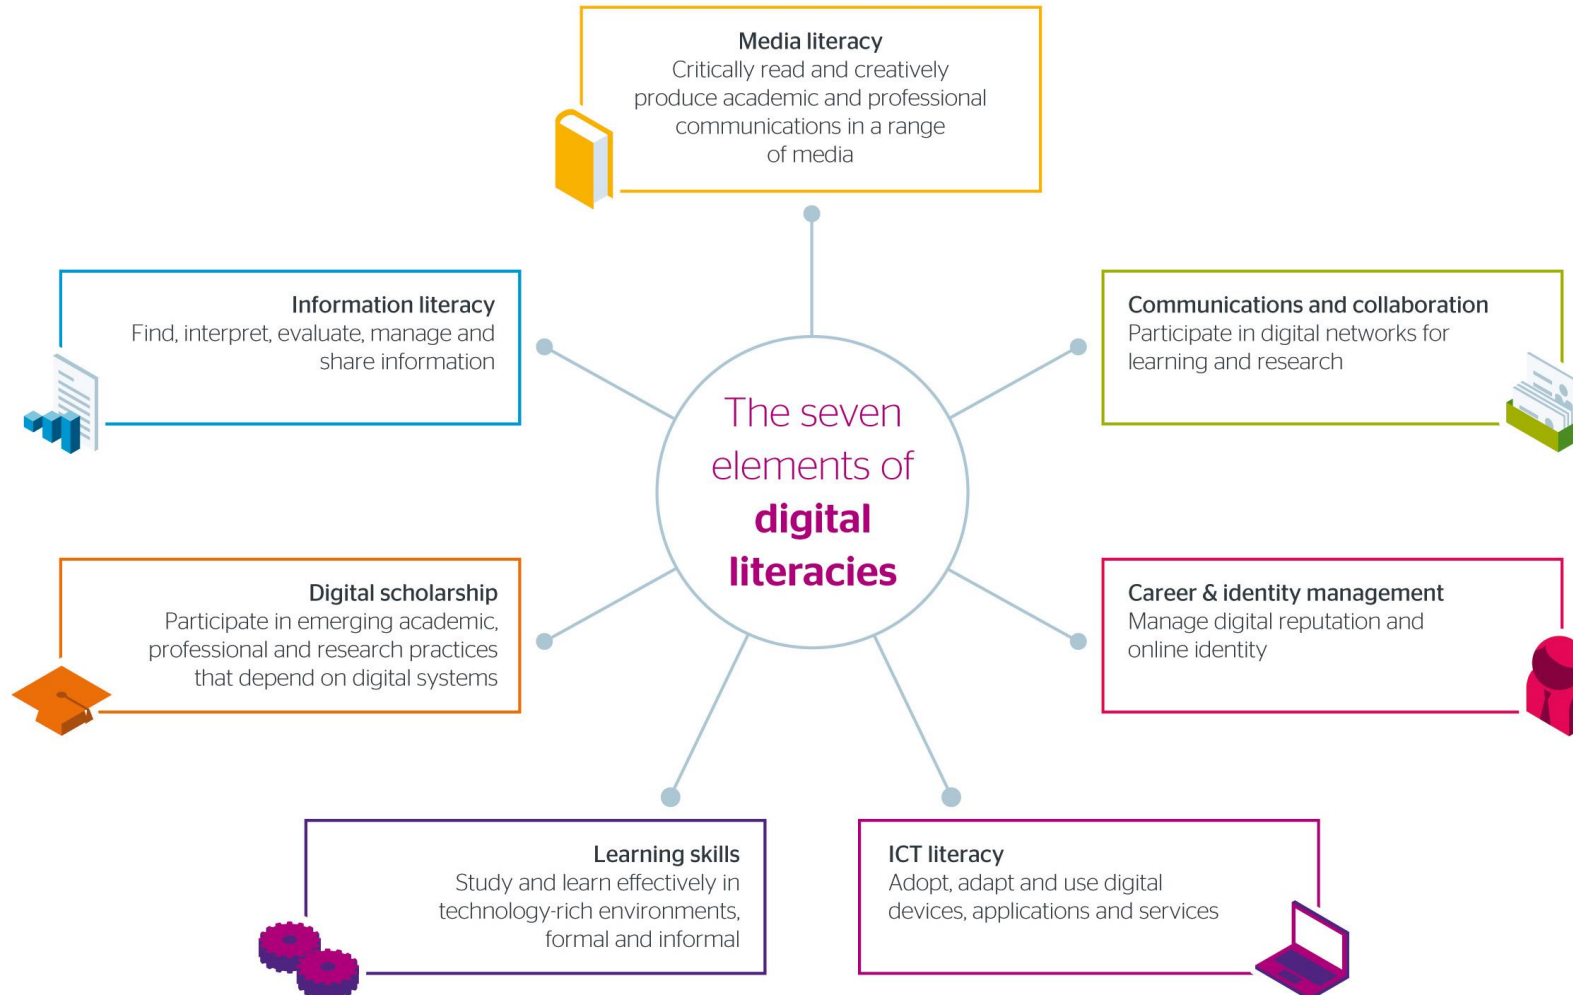 Media literacy
Critically read and creatively
produce academic and professional
communications in a range
of media
Information literacy
Find, interpret, evaluate, manage and
share information
Communications and collaboration
Participate in digital networks for
learning and research
The seven
elements of
digital
literacies
Digital scholarship
Participate in emerging academic,
professional and research practices
that depend on digital systems
Career & identity management
Manage digital reputation and
online identity
Learning skills
Study and learn effectively in
technology-rich environments,
formal and informal
ICT literacy
Adopt, adapt and use digital
devices, applications and services